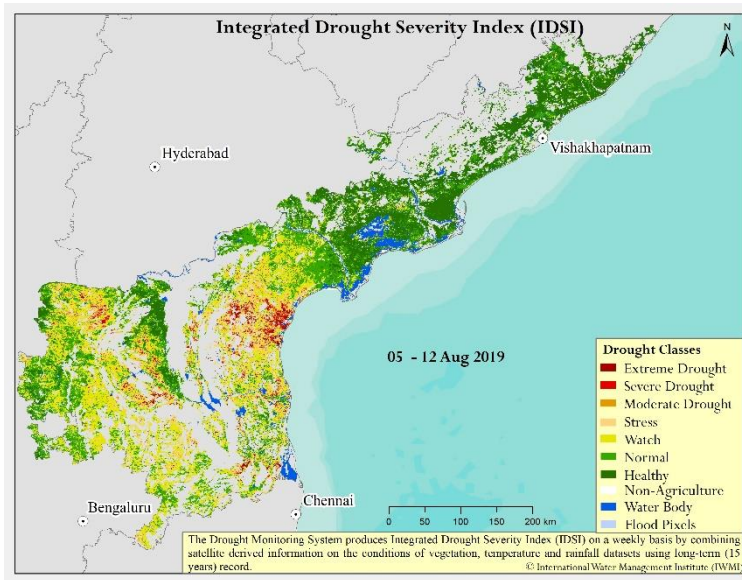 Integrated Drought Severity Index (IDSI)
N
Hyderabad
Vishakhapatnam
05 - 12 Aug 2019
Drought Classes
Extreme Drought
Severe Drought
Moderate Drought
Stress
Watch
Normal
Healthy
Non-Agriculture
Water Body
Flood Pixels
Bengaluru
Chennai
0 50 100 200 km
The Drought Monitoring System produces Integrated Drought Severity Index (IDSI) on a weekly basis by combining
satellite derived information on the conditions of vegetation, temperature and rainfall datasets using long-term (15
years) record.
© International Water Management Institute (IWMI)